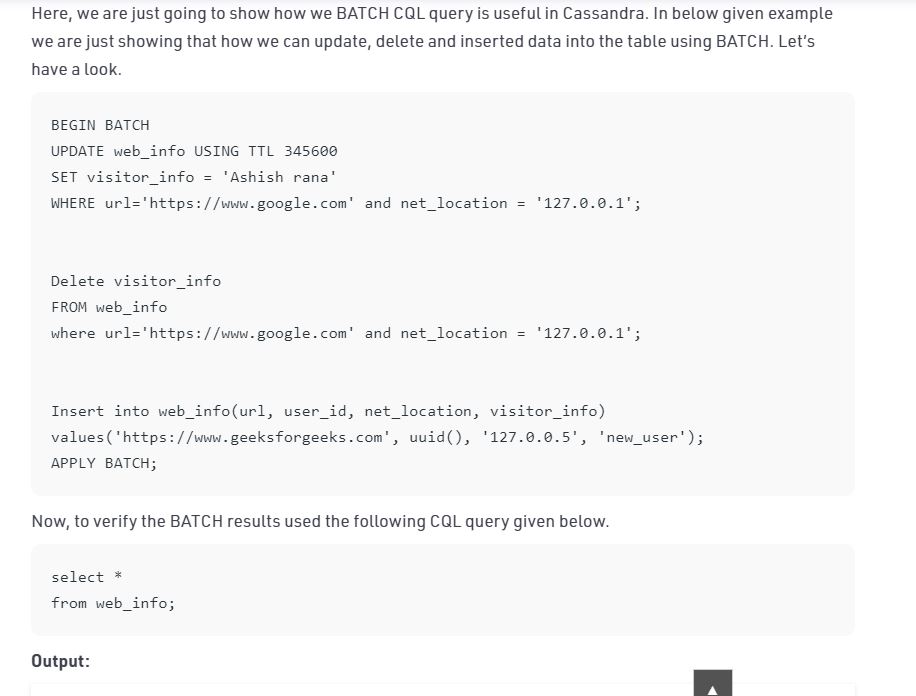 Here, we are just going to show how we BATCH CQL query is useful in Cassandra. In below given example
we are just showing that how we can update, delete and inserted data into the table using BATCH. Let's
have a look.
BEGIN BATCH
UPDATE web_info USING TTL 345600
SET visitor_info = 'Ashish rana'
WHERE url='https://www.google.com' and net_location = '127.0.0.1';
Delete visitor_info
FROM web_info
where url='https://www.google.com' and net_location = '127.0.0.1';
Insert into web_info(url, user_id, net_location, visitor_info)
values('https://www.geeksforgeeks.com', uuid(), '127.0.0.5', 'new_user');
APPLY BATCH;
Now, to verify the BATCH results used the following CQL query given below.
select *
from web_info;
Output: